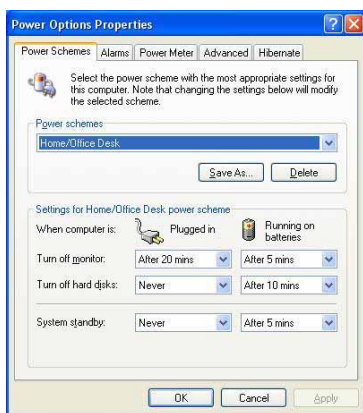 Power Options Properties
Power Schemes Alarms Power Meter Advanced Hibernate
Select the power scheme with the most appropriate settings for
this computer. Note that changing the settings below will modify
the selected scheme.
Power schemes
Home/Office Desk
Save As... Delete
Settings for Home/Office Desk power scheme
When computer is: Plugged in Running on
batteries
Turn off monitor: After 20 mins After 5 mins
Turn off hard disks: Never After 10 mins
System standby: Never After 5 mins
OK Cancel Apply